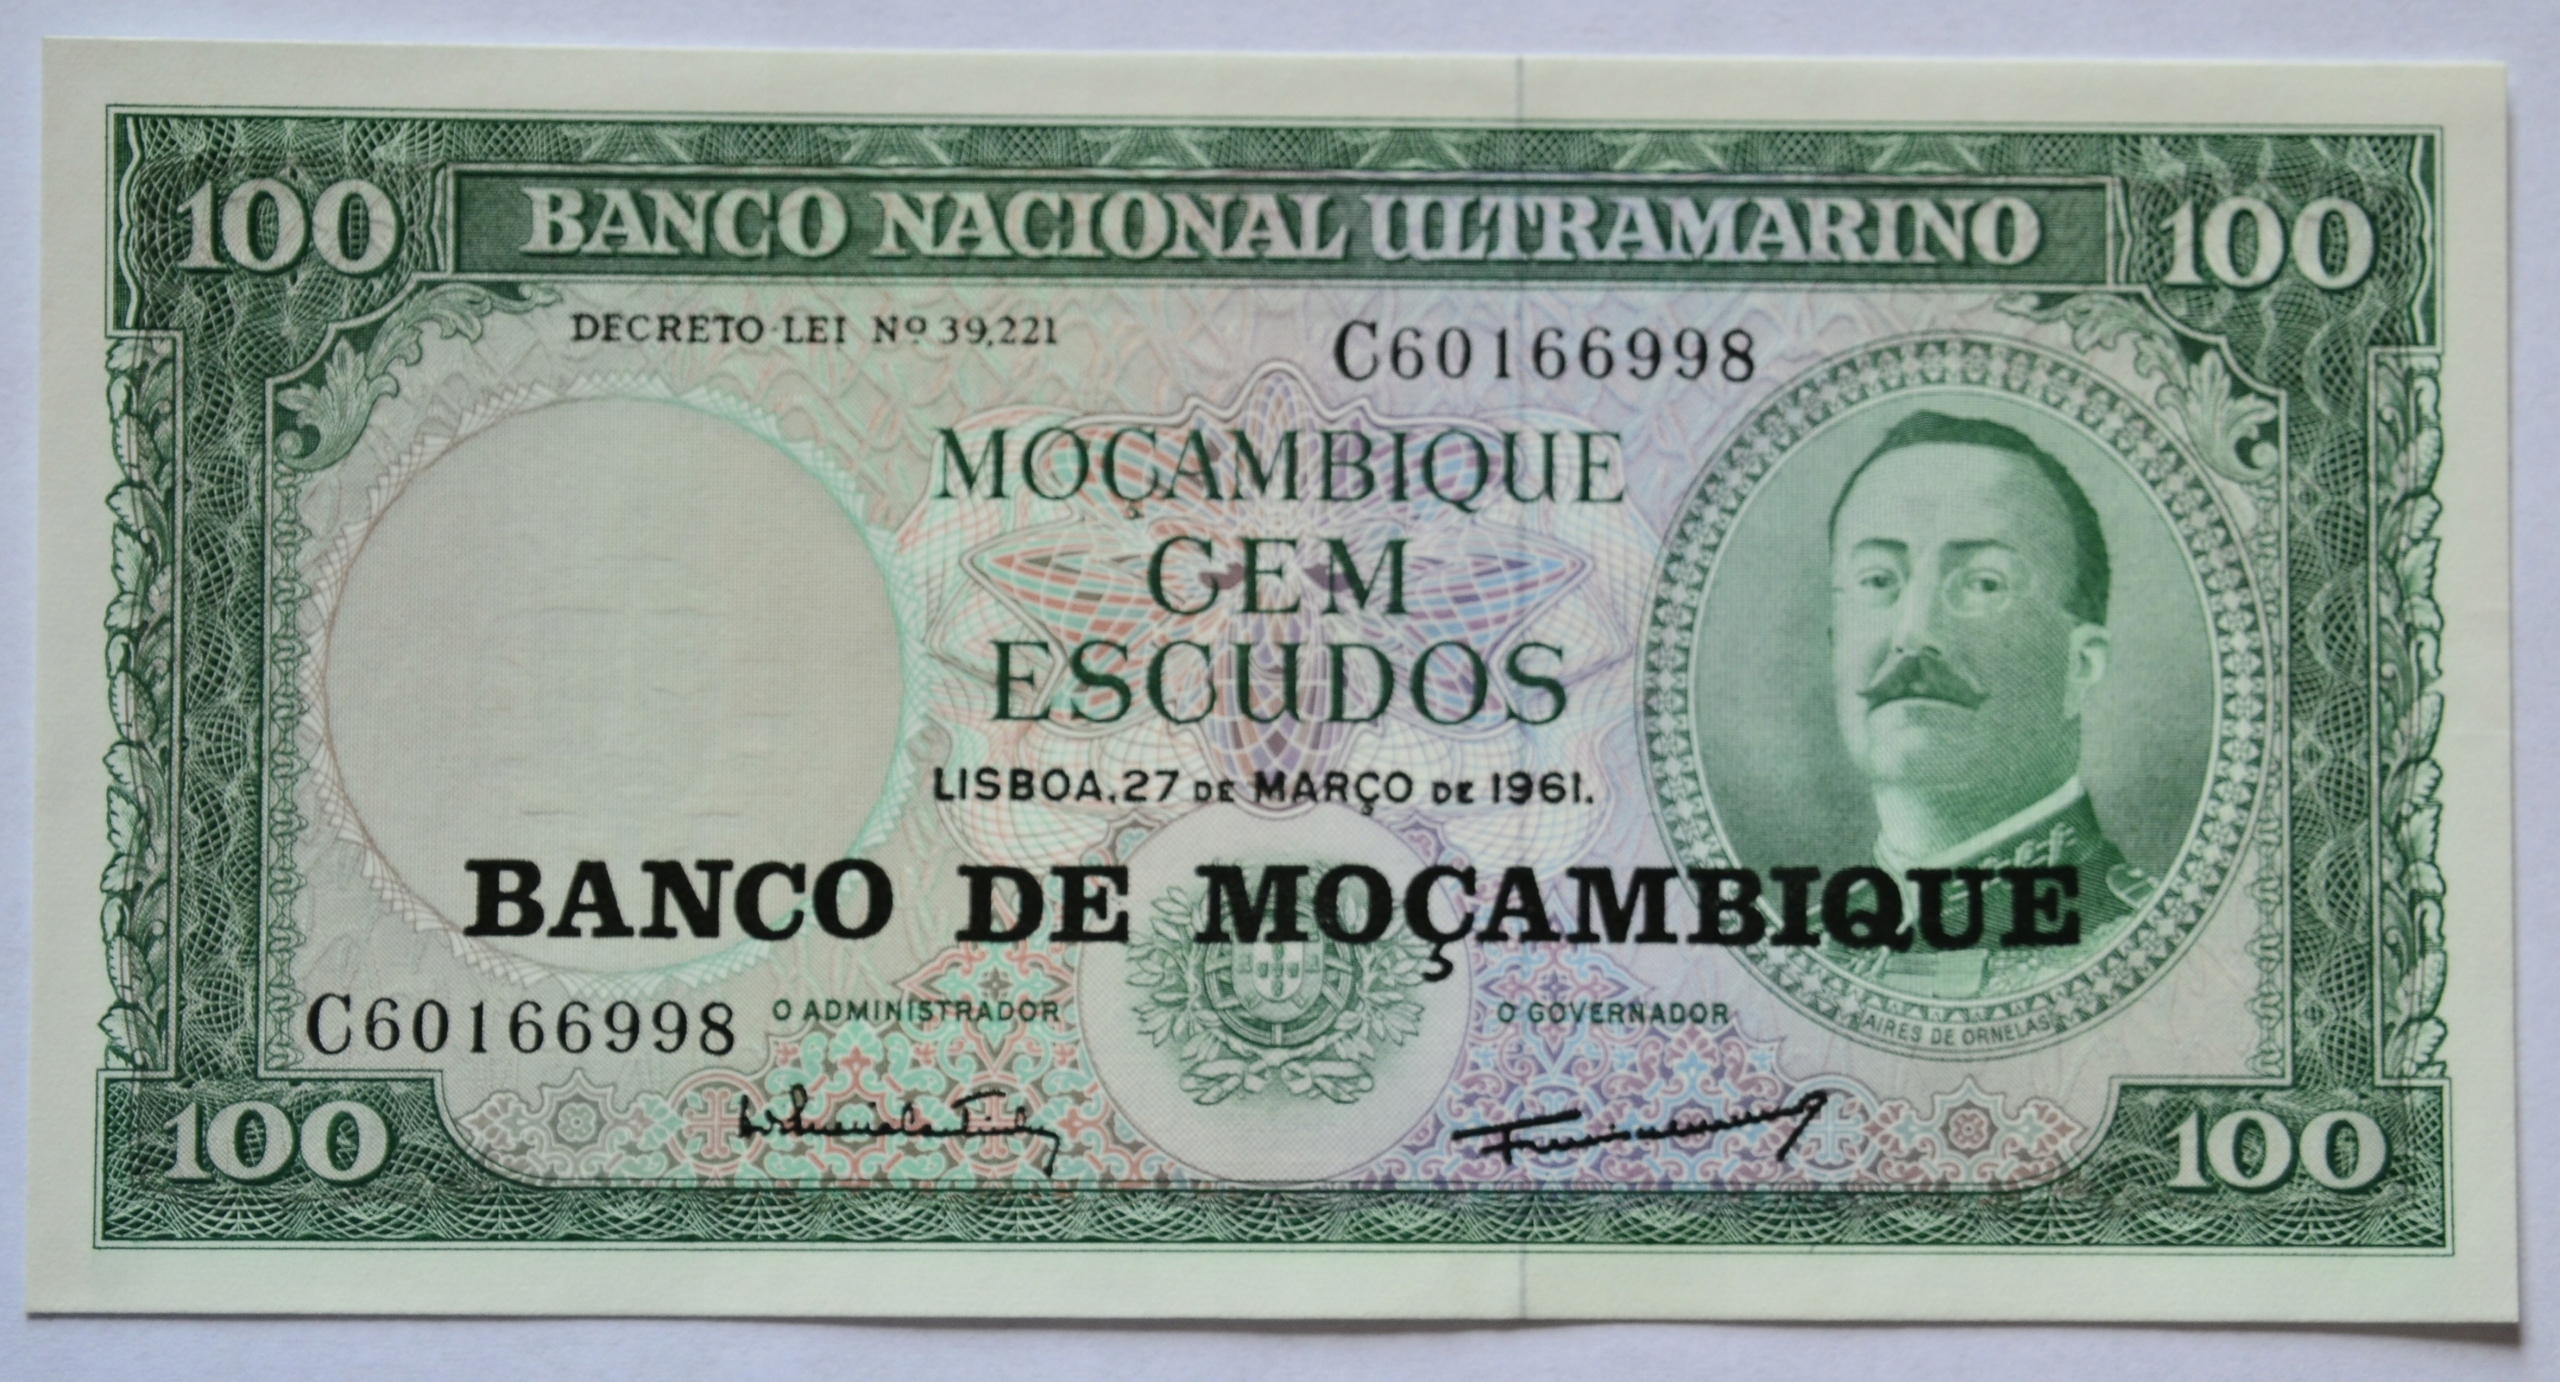 100 BANCO NACIONAL ULTRAMARINO 100
DECRETO-LEI Nº 39,221
C60166998
MOÇAMBIQUE
CEM
ESCUDOS
LISBOA, 27 DE MARÇO DE 1961.
BANCO DE MOÇAMBIQUE
C60166998
O ADMINISTRADOR
O GOVERNADOR
AIRES DE ORNELAS
100
100